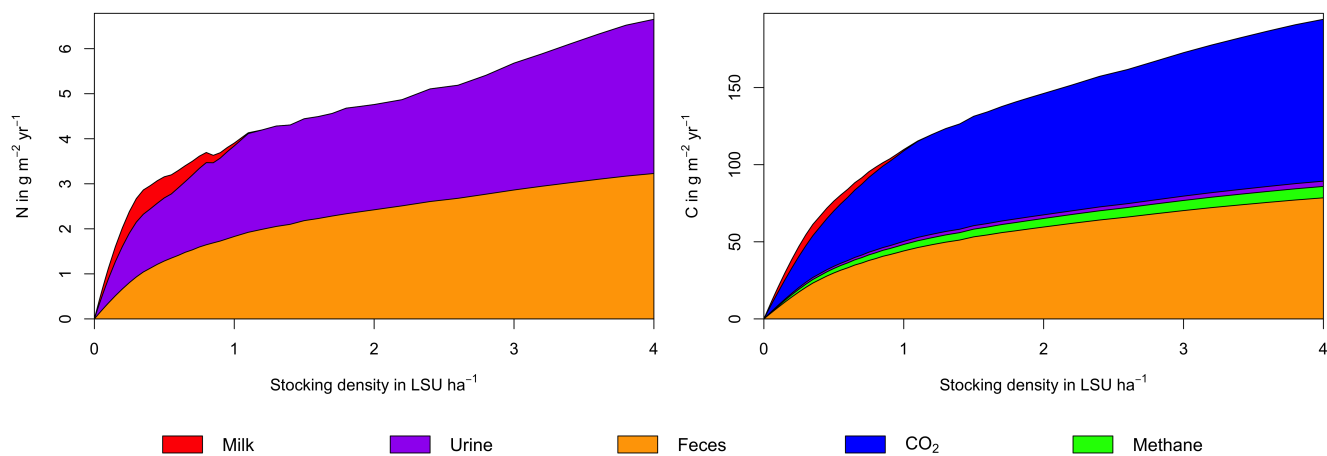 N in g m⁻² yr⁻¹
6
5
4
3
2
1
0
0 1 2 3 4
Stocking density in LSU ha⁻¹
C in g m⁻² yr⁻¹
150
100
50
0
0 1 2 3 4
Stocking density in LSU ha⁻¹
Milk Urine Feces CO₂ Methane